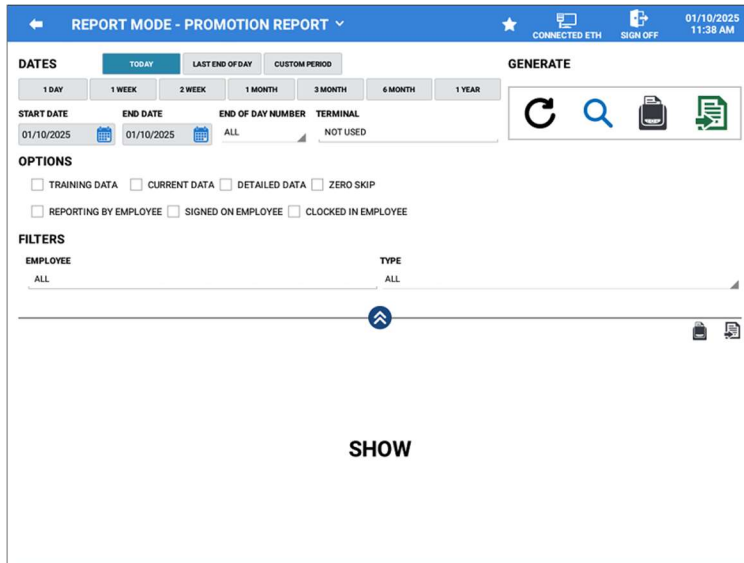 REPORT MODE - PROMOTION REPORT
CONNECTED ETH
SIGN OFF
01/10/2025
11:38 AM
DATES
TODAY
LAST END OF DAY
CUSTOM PERIOD
GENERATE
1 DAY
1 WEEK
2 WEEK
1 MONTH
3 MONTH
6 MONTH
1 YEAR
START DATE
END DATE
END OF DAY NUMBER
TERMINAL
01/10/2025
01/10/2025
ALL
NOT USED
OPTIONS
TRAINING DATA
CURRENT DATA
DETAILED DATA
ZERO SKIP
REPORTING BY EMPLOYEE
SIGNED ON EMPLOYEE
CLOCKED IN EMPLOYEE
FILTERS
EMPLOYEE
TYPE
ALL
ALL
SHOW